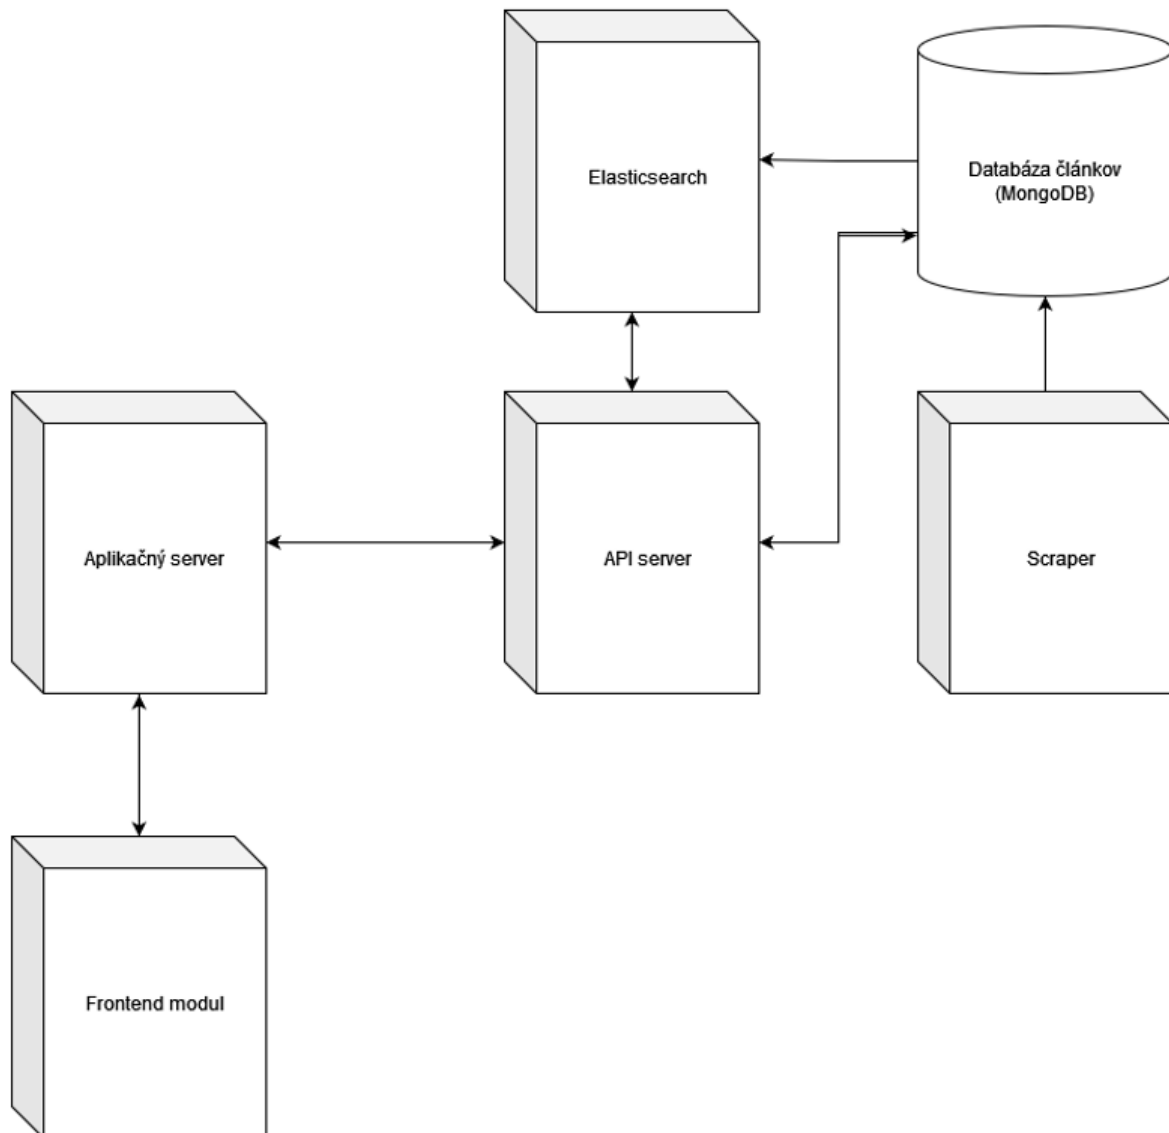 Elasticsearch
Databáza článkov
(MongoDB)
Aplikačný server
API server
Scraper
Frontend modul